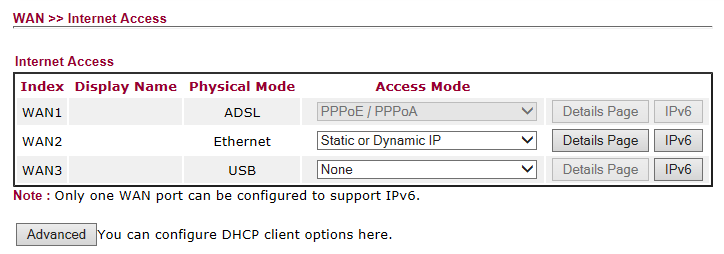 WAN >> Internet Access
Internet Access
Index Display Name Physical Mode Access Mode
WAN1 ADSL PPPoE / PPPoA Details Page IPv6
WAN2 Ethernet Static or Dynamic IP Details Page IPv6
WAN3 USB None Details Page IPv6
Note : Only one WAN port can be configured to support IPv6.
Advanced You can configure DHCP client options here.